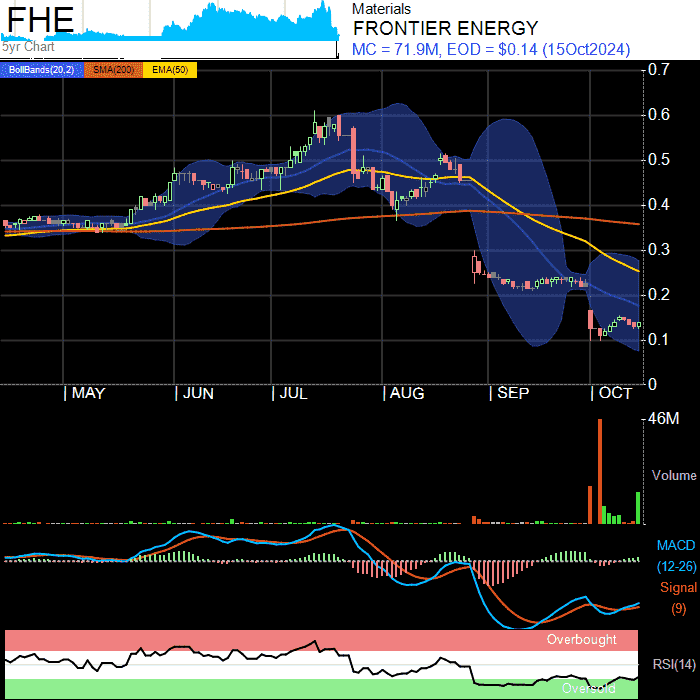 FHE
5yr Chart
Materials
FRONTIER ENERGY
MC = 71.9M, EOD = $0.14 (15Oct2024)
BollBands(20,2) SMA(200) EMA(50)
0.7
0.6
0.5
0.4
0.3
0.2
0.1
0
| MAY | JUN | JUL | AUG | SEP | OCT
46M
Volume
MACD
(12-26)
Signal
(9)
Overbought
RSI(14)
Oversold